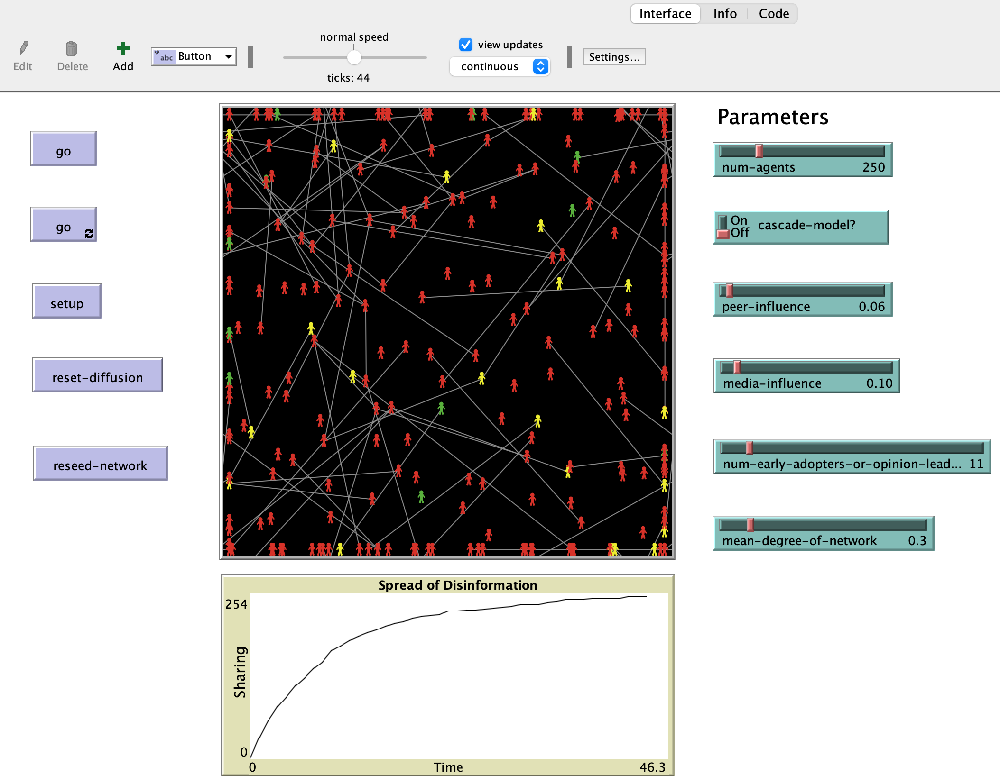 Interface
Info
Code
Edit
Delete
Add
abc Button
normal speed
ticks: 44
view updates
continuous
Settings...
go
go
setup
reset-diffusion
reseed-network
Parameters
num-agents 250
On
Off
cascade-model?
peer-influence 0.06
media-influence 0.10
num-early-adopters-or-opinion-lead... 11
mean-degree-of-network 0.3
Spread of Disinformation
254
Sharing
0
0
Time
46.3